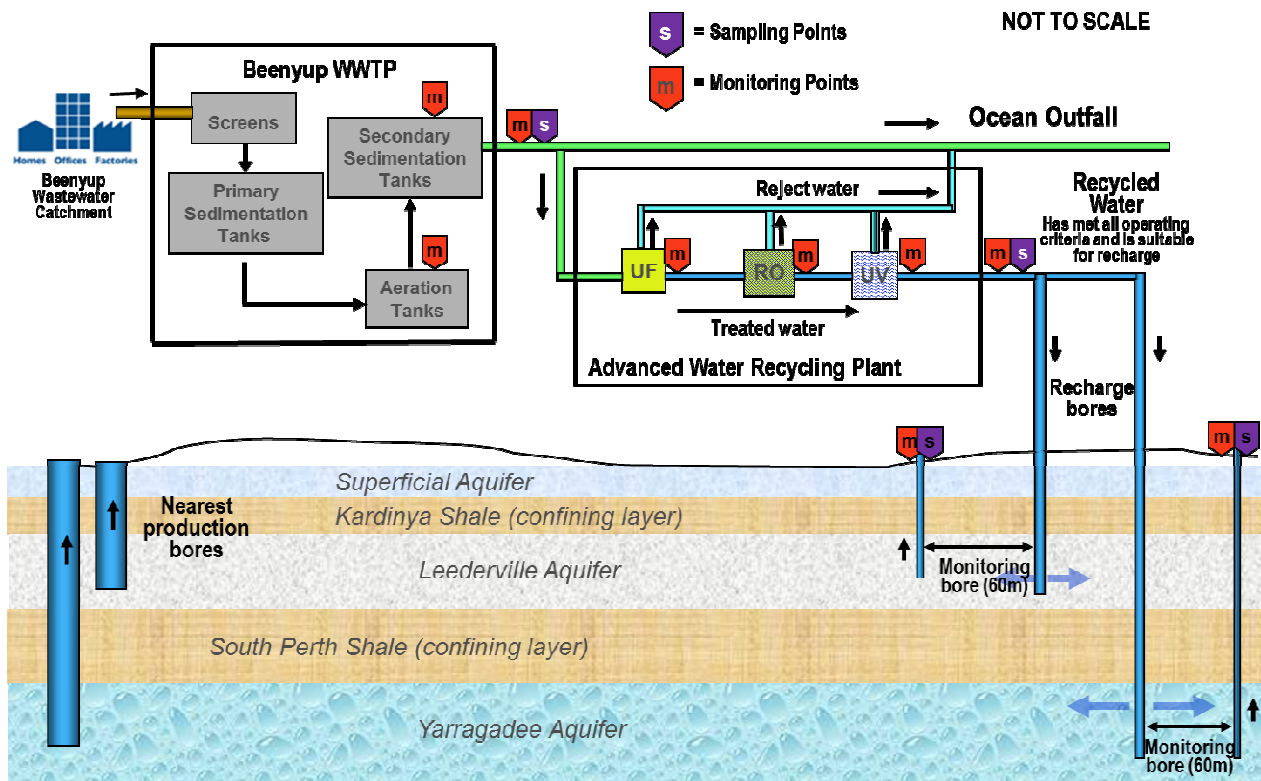 s
= Sampling Points
NOT TO SCALE
m
= Monitoring Points
Beenyup WWTP
m
Screens
Homes Offices Factories
Beenyup
Wastewater
Catchment
Primary
Sedimentation
Tanks
Secondary
Sedimentation
Tanks
m
Aeration
Tanks
m s
Ocean Outfall
Reject water
Recycled
Water
Has met all operating
criteria and is suitable
for recharge
UF
m
RO
m
UV
m
m s
Treated water
Advanced Water Recycling Plant
Recharge
bores
m s
m s
Superficial Aquifer
Kardinya Shale (confining layer)
Nearest
production
bores
Leederville Aquifer
Monitoring
bore (60m)
South Perth Shale (confining layer)
Yarragadee Aquifer
Monitoring
bore (60m)